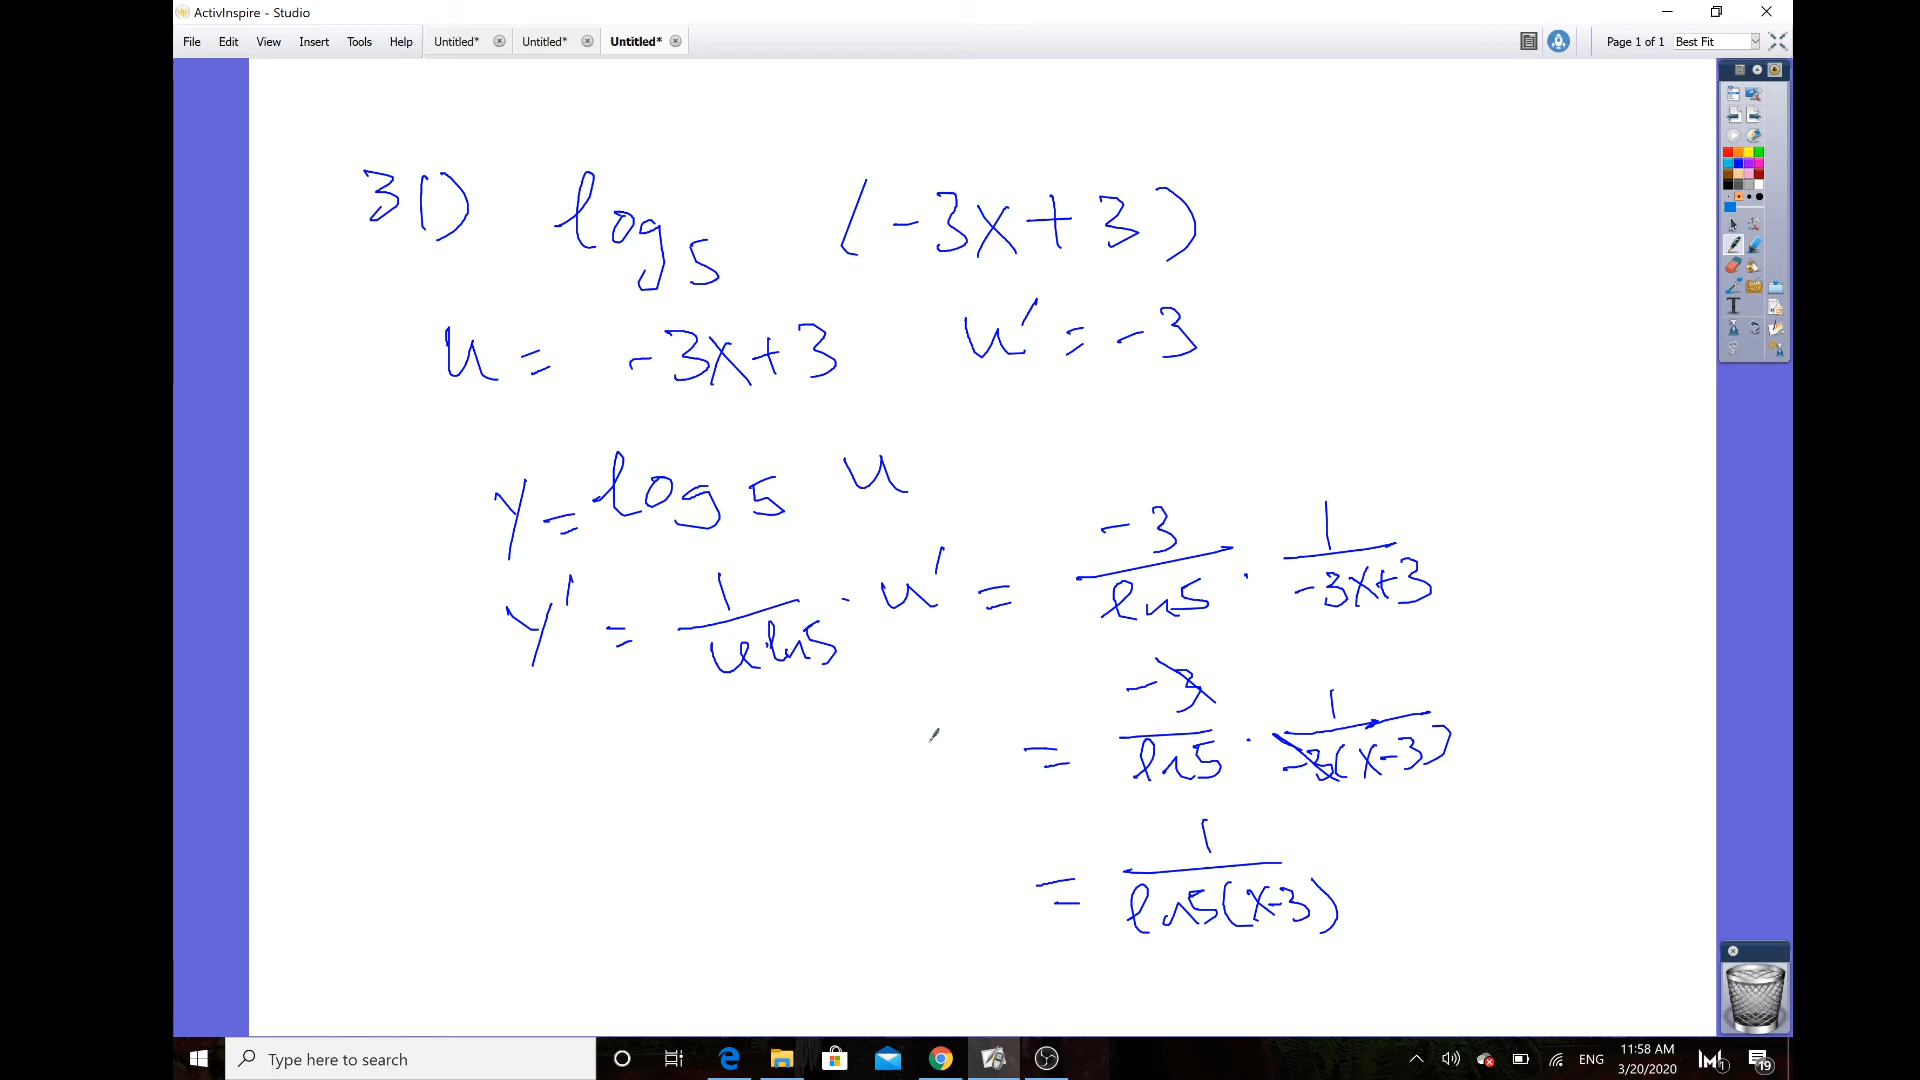 ActivInspire - Studio
File Edit View Insert Tools Help Untitled* Untitled* Untitled* Page 1 of 1 Best Fit
31) log₅ (-3x+3)
u = -3x+3 u' = -3
y = log₅ u
y' = 1/(u·ln5) · u' = -3/ln5 · 1/(-3x+3)
= -3/ln5 · 1/(-3(x-3))
= 1/(ln5(x-3))
Type here to search
ENG 11:58 AM
3/20/2020
19